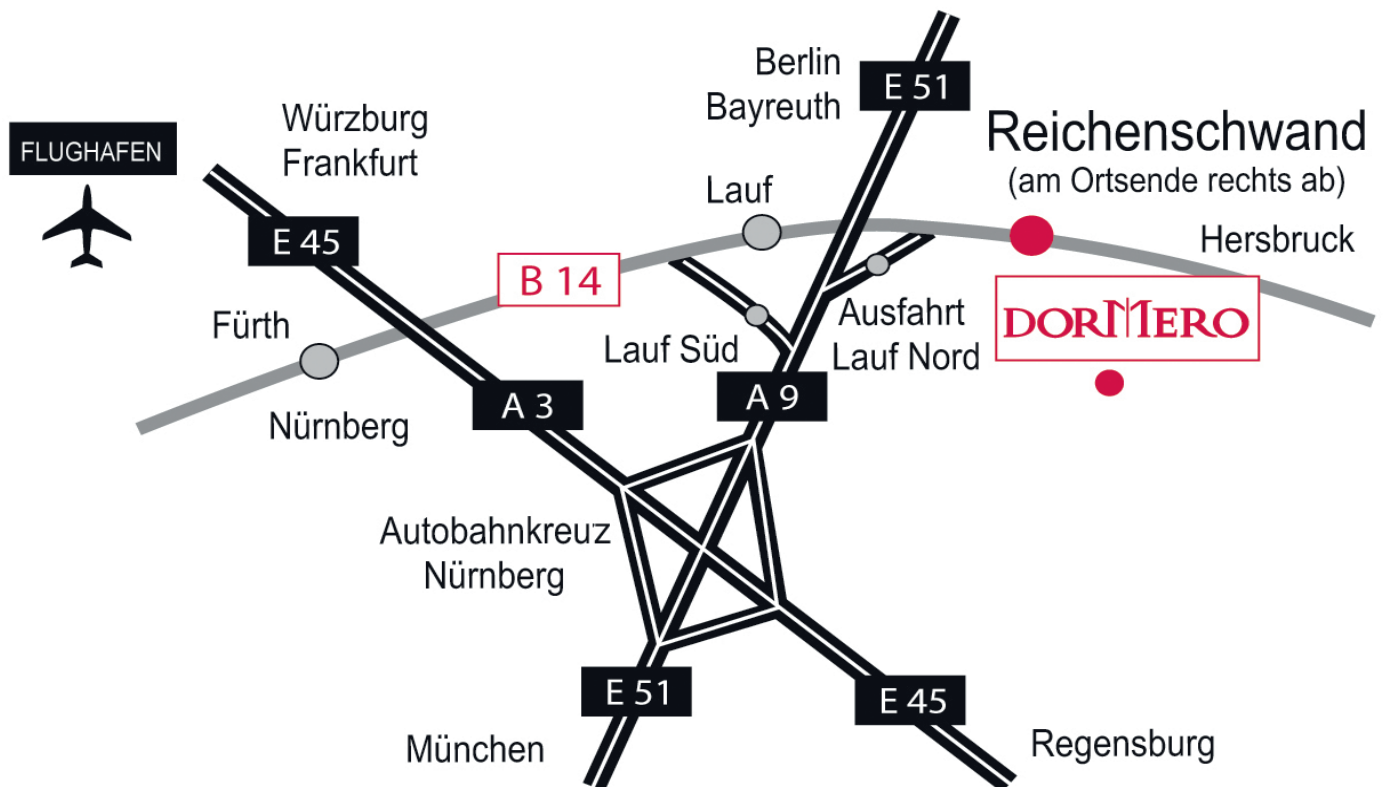 Berlin
Bayreuth
E 51
Würzburg
Frankfurt
FLUGHAFEN
Reichenschwand
(am Ortsende rechts ab)
Lauf
E 45
Hersbruck
B 14
Fürth
Ausfahrt
Lauf Nord
DORMERO
Lauf Süd
A 3
A 9
Nürnberg
Autobahnkreuz
Nürnberg
E 51
E 45
München
Regensburg